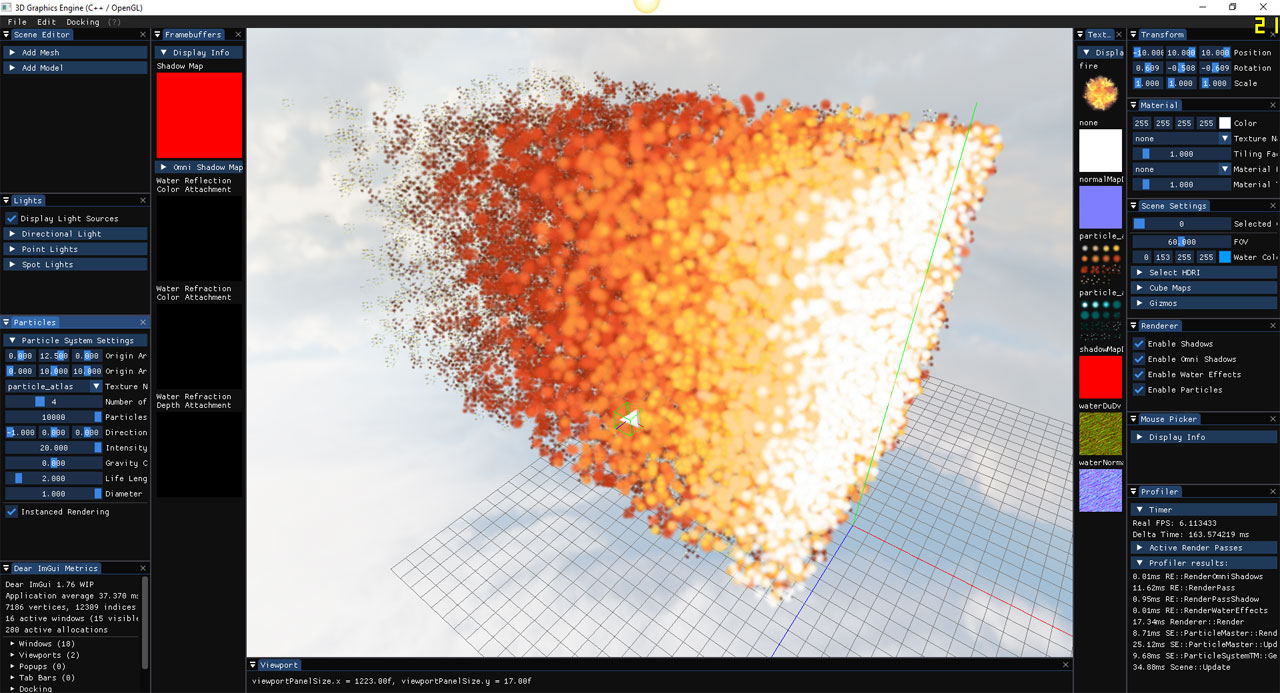 3D Graphics Engine (C++ / OpenGL)
File Edit Docking (?)
21
Scene Editor
Add Mesh
Add Model
Lights
Display Light Sources
Directional Light
Point Lights
Spot Lights
Particles
Particle System Settings
0.000 12.500 0.000 Origin Ar
0.000 10.000 10.000 Origin Ar
particle_atlas Texture N
4 Number of
10000 Particles
-1.000 0.000 0.000 Direction
20.000 Intensity
0.000 Gravity C
2.000 Life Leng
1.000 Diameter
Instanced Rendering
Dear ImGui Metrics
Dear ImGui 1.76 WIP
Application average 37.370 ms
7186 vertices, 12309 indices
16 active windows (15 visible
280 active allocations
Windows (18)
Viewports (2)
Popups (0)
Tab Bars (0)
Docking
Framebuffers
Display Info
Shadow Map
Omni Shadow Map
Water Reflection
Color Attachment
Water Refraction
Color Attachment
Water Refraction
Depth Attachment
Viewport
viewportPanelSize.x = 1223.00f, viewportPanelSize.y = 17.00f
Text..
Displa
fire
none
normalMapD
particle_a
particle_a
shadowMapD
waterDuDv
waterNorma
Transform
-10.000 10.000 10.000 Position
0.609 -0.508 -0.609 Rotation
1.000 1.000 1.000 Scale
Material
255 255 255 255 Color
none Texture N
1.000 Tiling Fa
none Material
1.000 Material
Scene Settings
0 Selected
60.000 FOV
0 153 255 255 Water Col
Select HDRI
Cube Maps
Gizmos
Renderer
Enable Shadows
Enable Omni Shadows
Enable Water Effects
Enable Particles
Mouse Picker
Display Info
Profiler
Timer
Real FPS: 6.113433
Delta Time: 163.574219 ms
Active Render Passes
Profiler results:
0.01ms RE::RenderOmniShadows
11.62ms RE::RenderPass
0.95ms RE::RenderPassShadow
0.01ms RE::RenderWaterEffects
17.34ms Renderer::Render
8.71ms SE::ParticleMaster::Rend
25.12ms SE::ParticleMaster::Upd
9.68ms SE::ParticleSystemTM::Ge
34.88ms Scene::Update